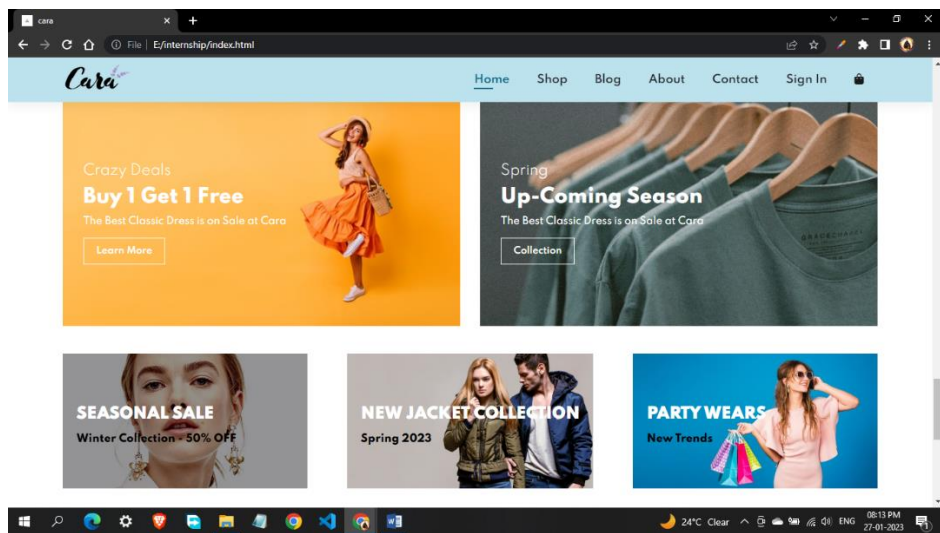 cara
File
E:/internship/index.html
Cara
Home
Shop
Blog
About
Contact
Sign In
Crazy Deals
Buy 1 Get 1 Free
The Best Classic Dress is on Sale at Cara
Learn More
Spring
Up-Coming Season
The Best Classic Dress is on Sale at Cara
Collection
SEASONAL SALE
Winter Collection - 50% OFF
NEW JACKET COLLECTION
Spring 2023
PARTY WEARS
New Trends
24°C Clear
ENG
08:13 PM
27-01-2023